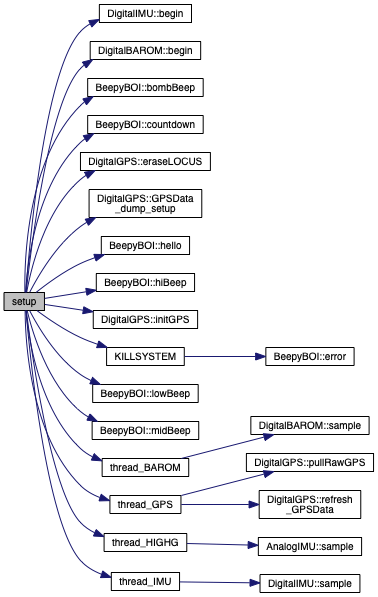 DigitalIMU::begin
DigitalBAROM::begin
BeepyBOI::bombBeep
BeepyBOI::countdown
DigitalGPS::eraseLOCUS
DigitalGPS::GPSData
_dump_setup
BeepyBOI::hello
BeepyBOI::hiBeep
setup
DigitalGPS::initGPS
KILLSYSTEM
BeepyBOI::error
BeepyBOI::lowBeep
BeepyBOI::midBeep
DigitalBAROM::sample
thread_BAROM
DigitalGPS::pullRawGPS
thread_GPS
DigitalGPS::refresh
_GPSData
thread_HIGHG
AnalogIMU::sample
thread_IMU
DigitalIMU::sample